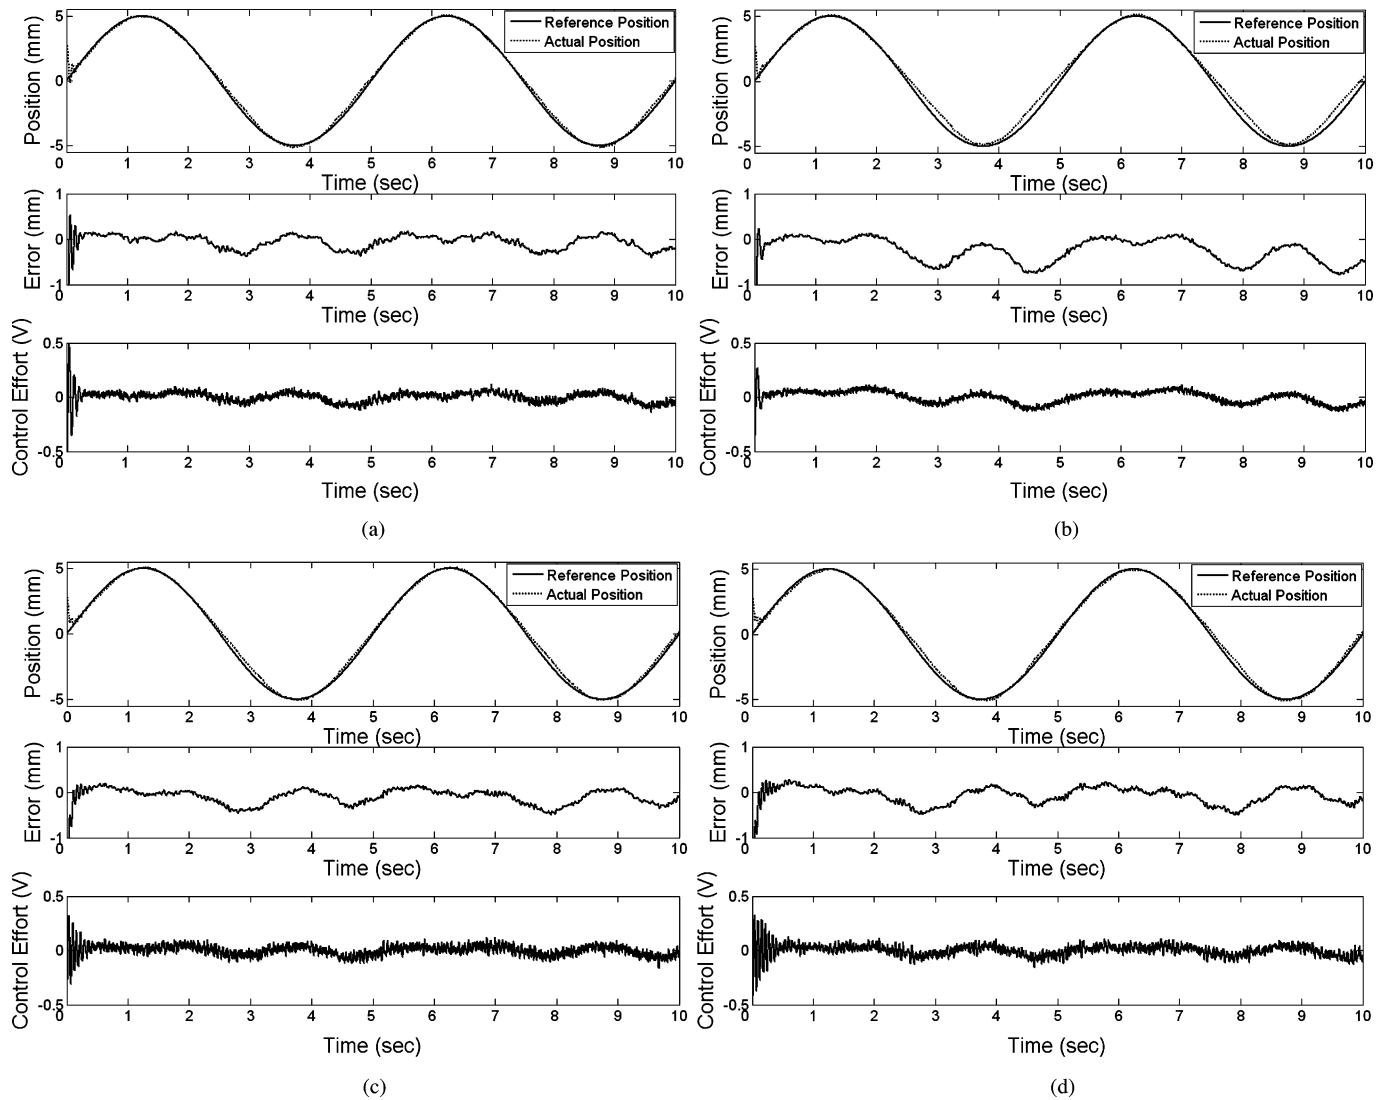 Position (mm)
5
0
-5
Reference Position
Actual Position
0 1 2 3 4 5 6 7 8 9 10
Time (sec)
Error (mm)
1
0
-1
0 1 2 3 4 5 6 7 8 9 10
Time (sec)
Control Effort (V)
0.5
0
-0.5
0 1 2 3 4 5 6 7 8 9 10
Time (sec)
(a)
Position (mm)
5
0
-5
Reference Position
Actual Position
0 1 2 3 4 5 6 7 8 9 10
Time (sec)
Error (mm)
1
0
-1
0 1 2 3 4 5 6 7 8 9 10
Time (sec)
Control Effort (V)
0.5
0
-0.5
0 1 2 3 4 5 6 7 8 9 10
Time (sec)
(b)
Position (mm)
5
0
-5
Reference Position
Actual Position
0 1 2 3 4 5 6 7 8 9 10
Time (sec)
Error (mm)
1
0
-1
0 1 2 3 4 5 6 7 8 9 10
Time (sec)
Control Effort (V)
0.5
0
-0.5
0 1 2 3 4 5 6 7 8 9 10
Time (sec)
(c)
Position (mm)
5
0
-5
Reference Position
Actual Position
0 1 2 3 4 5 6 7 8 9 10
Time (sec)
Error (mm)
1
0
-1
0 1 2 3 4 5 6 7 8 9 10
Time (sec)
Control Effort (V)
0.5
0
-0.5
0 1 2 3 4 5 6 7 8 9 10
Time (sec)
(d)